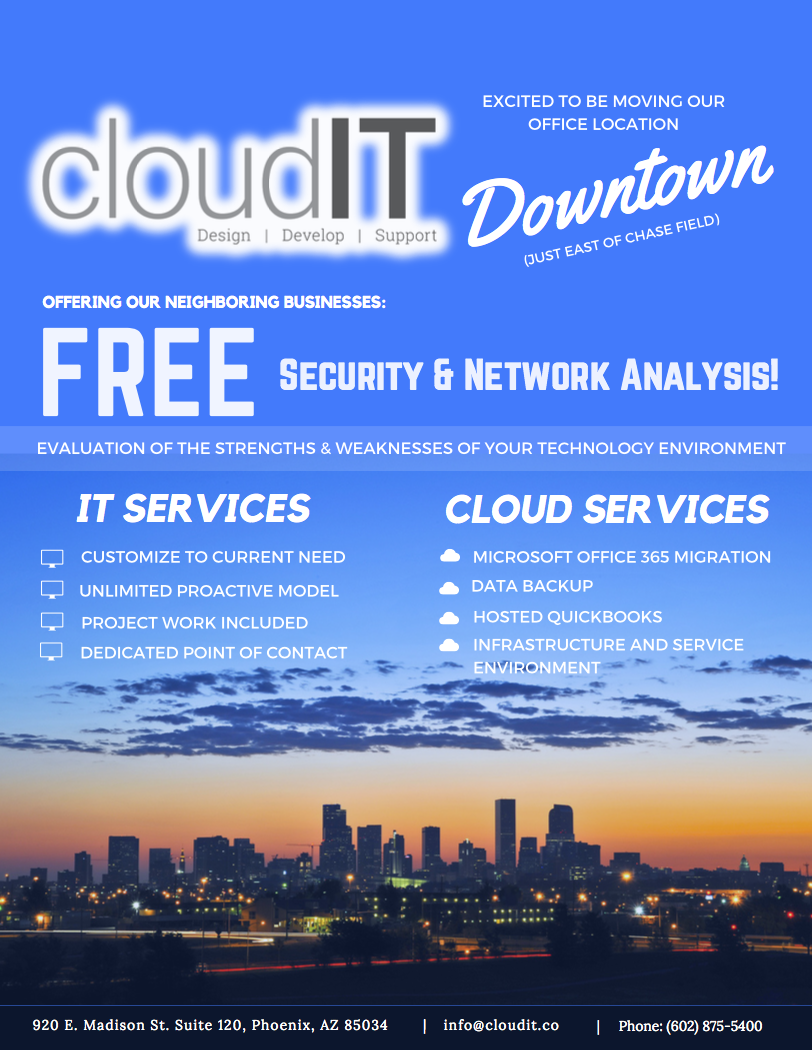 cloudIT
Design | Develop | Support
EXCITED TO BE MOVING OUR
OFFICE LOCATION
Downtown
(JUST EAST OF CHASE FIELD)
OFFERING OUR NEIGHBORING BUSINESSES:
FREE
SECURITY & NETWORK ANALYSIS!
EVALUATION OF THE STRENGTHS & WEAKNESSES OF YOUR TECHNOLOGY ENVIRONMENT
IT SERVICES
CUSTOMIZE TO CURRENT NEED
UNLIMITED PROACTIVE MODEL
PROJECT WORK INCLUDED
DEDICATED POINT OF CONTACT
CLOUD SERVICES
MICROSOFT OFFICE 365 MIGRATION
DATA BACKUP
HOSTED QUICKBOOKS
INFRASTRUCTURE AND SERVICE
ENVIRONMENT
920 E. Madison St. Suite 120, Phoenix, AZ 85034 | info@cloudit.co | Phone: (602) 875-5400